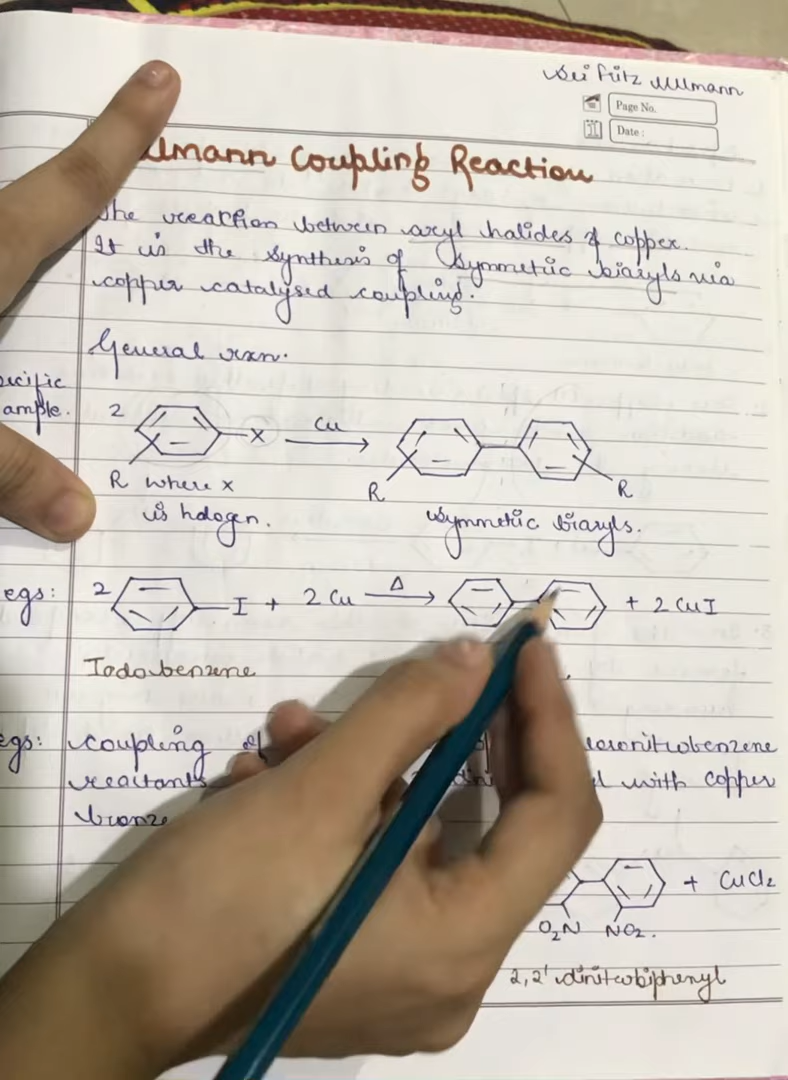 Sei Fritz Ullmann
Page No.
Date :
Ullmann Coupling Reaction
The reaction between aryl halides & copper.
It is the synthesis of symmetric biaryls via
copper catalysed coupling.
General rxn.
2 X Cu
R where x R R
is halogen. symmetric biaryls.
egs: 2 I + 2 Cu Δ + 2 CuI
Iodobenzene
egs: coupling of
reactants with copper
bronze
+ CuCl2
O2N NO2.
2,2' dinitrobiphenyl